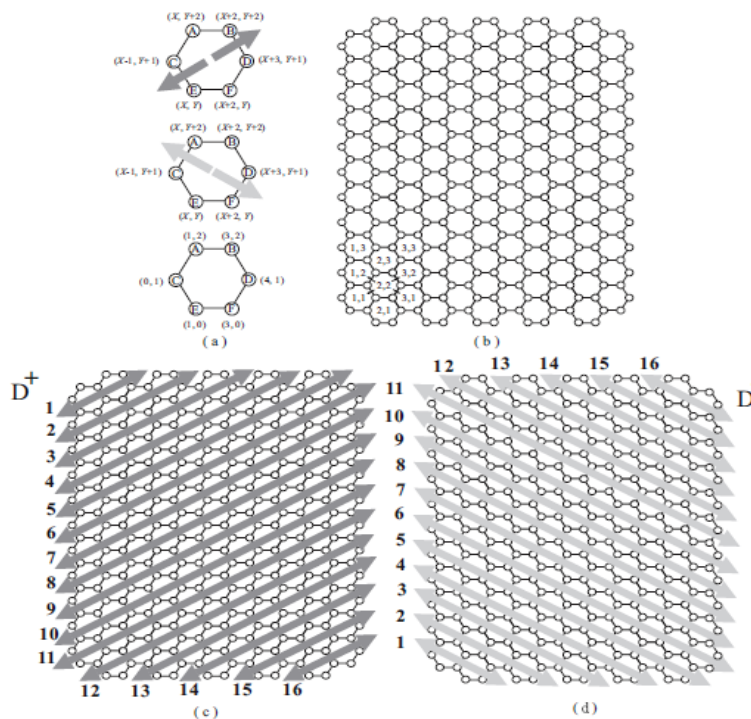 (X, Y+2) (X+2, Y+2)
A B
(X-1, Y+1) C D (X+3, Y+1)
E F
(X, Y) (X+2, Y)
(X, Y+2) (X+2, Y+2)
A B
(X-1, Y+1) C D (X+3, Y+1)
E F
(X, Y) (X+2, Y)
(1, 2) (3, 2)
A B
(0, 1) C D (4, 1)
E F
(1, 0) (3, 0)
( a )
1,3 3,3
2,3
1,2 3,2
2,2
1,1 3,1
2,1
( b )
D+
1
2
3
4
5
6
7
8
9
10
11
12 13 14 15 16
( c )
12 13 14 15 16
D
11
10
9
8
7
6
5
4
3
2
1
( d )